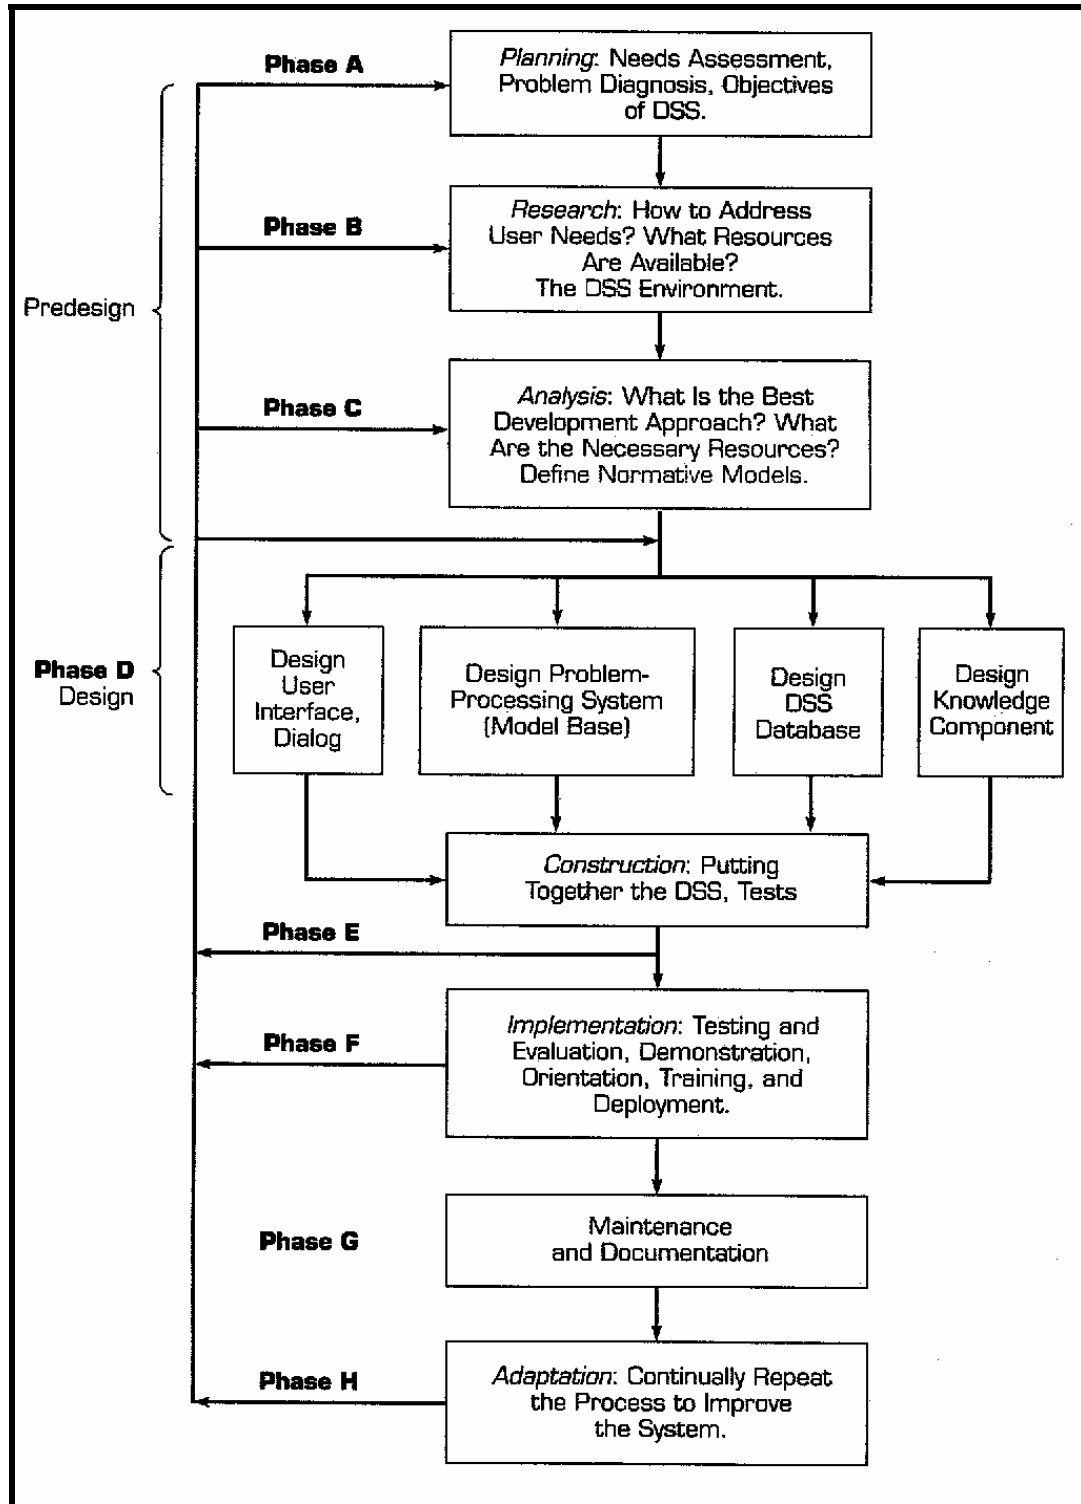 Phase A
Planning: Needs Assessment,
Problem Diagnosis, Objectives
of DSS.
Phase B
Research: How to Address
User Needs? What Resources
Are Available?
The DSS Environment.
Predesign
Phase C
Analysis: What Is the Best
Development Approach? What
Are the Necessary Resources?
Define Normative Models.
Phase D
Design
Design
User
Interface,
Dialog
Design Problem-
Processing System
(Model Base)
Design
DSS
Database
Design
Knowledge
Component
Construction: Putting
Together the DSS, Tests
Phase E
Phase F
Implementation: Testing and
Evaluation, Demonstration,
Orientation, Training, and
Deployment.
Phase G
Maintenance
and Documentation
Phase H
Adaptation: Continually Repeat
the Process to Improve
the System.